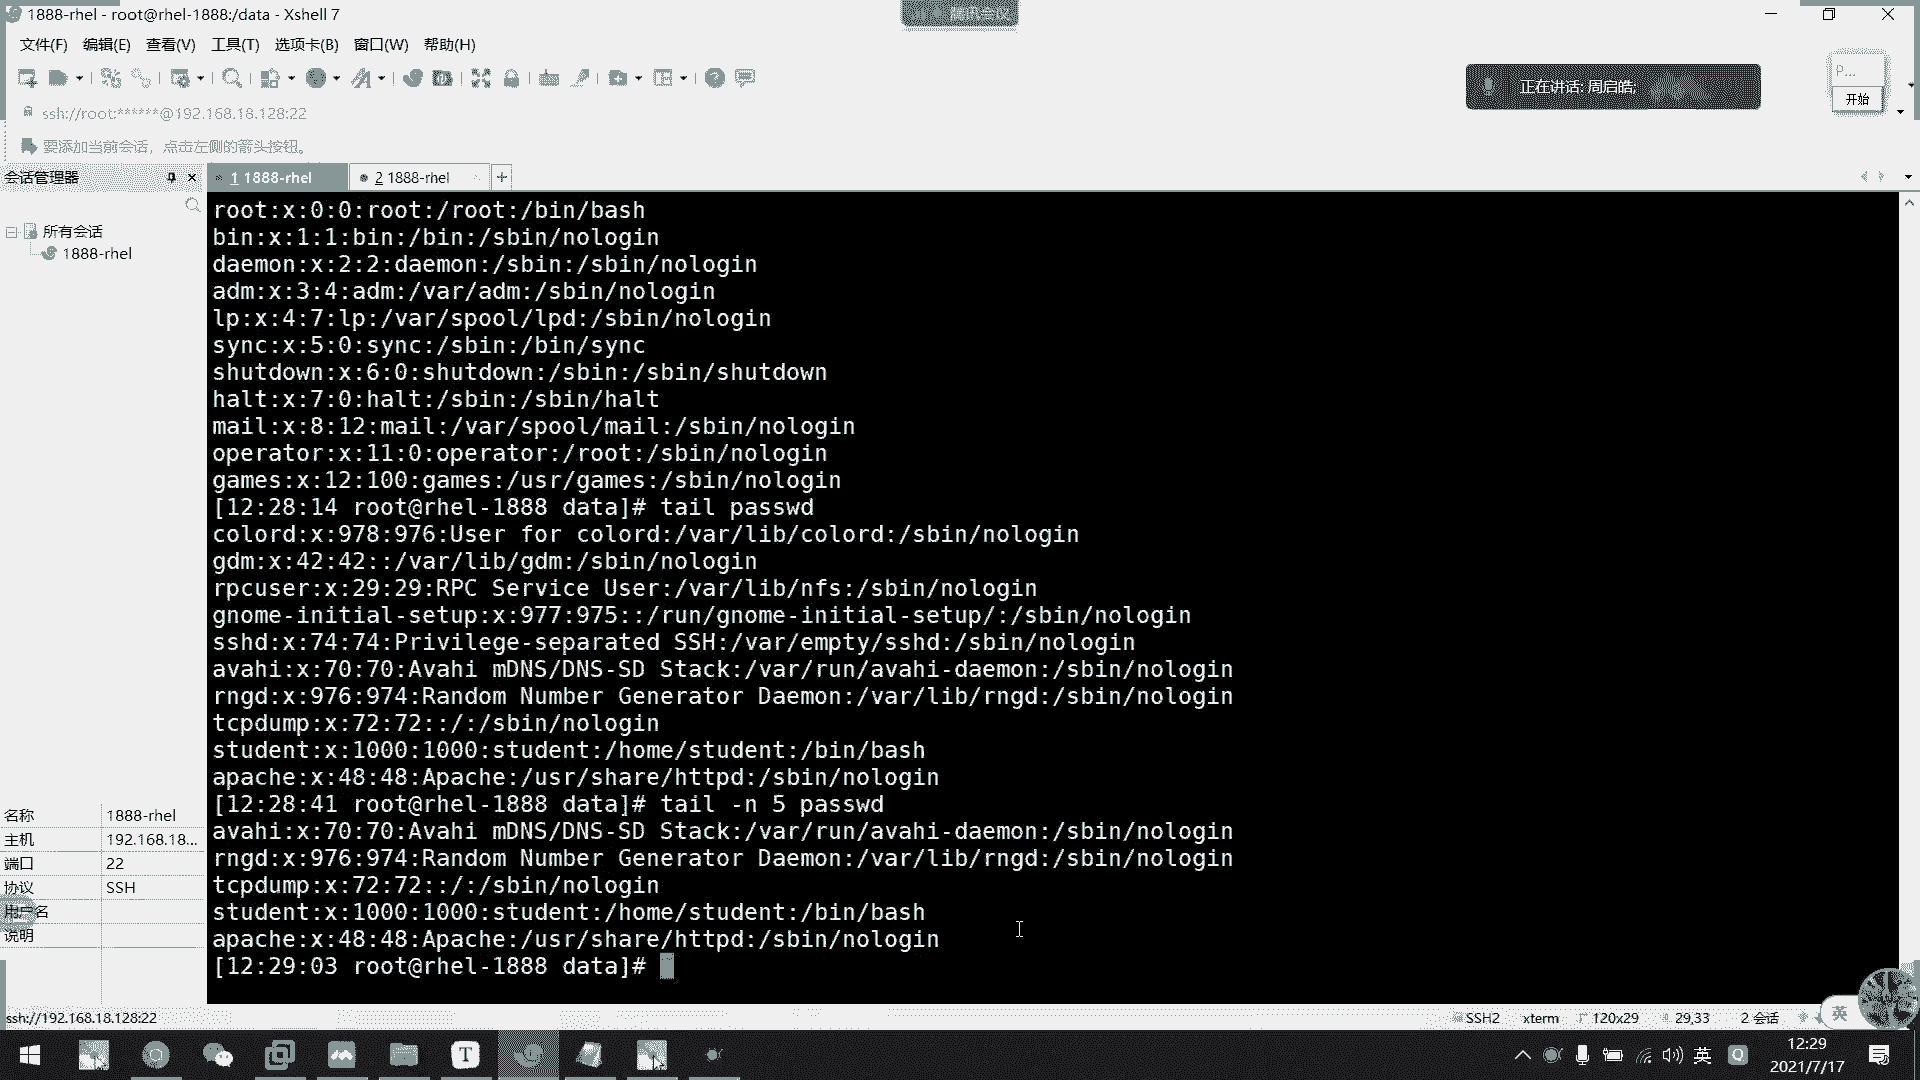 1888-rhel - root@rhel-1888:/data - Xshell 7
腾讯会议
文件(F) 编辑(E) 查看(V) 工具(T) 选项卡(B) 窗口(W) 帮助(H)
正在讲话: 周启皓;
P...
开始
ssh://root:******@192.168.18.128:22
要添加当前会话，点击左侧的箭头按钮。
会话管理器
1 1888-rhel
2 1888-rhel
所有会话
1888-rhel
root:x:0:0:root:/root:/bin/bash
bin:x:1:1:bin:/bin:/sbin/nologin
daemon:x:2:2:daemon:/sbin:/sbin/nologin
adm:x:3:4:adm:/var/adm:/sbin/nologin
lp:x:4:7:lp:/var/spool/lpd:/sbin/nologin
sync:x:5:0:sync:/sbin:/bin/sync
shutdown:x:6:0:shutdown:/sbin:/sbin/shutdown
halt:x:7:0:halt:/sbin:/sbin/halt
mail:x:8:12:mail:/var/spool/mail:/sbin/nologin
operator:x:11:0:operator:/root:/sbin/nologin
games:x:12:100:games:/usr/games:/sbin/nologin
[12:28:14 root@rhel-1888 data]# tail passwd
colord:x:978:976:User for colord:/var/lib/colord:/sbin/nologin
gdm:x:42:42::/var/lib/gdm:/sbin/nologin
rpcuser:x:29:29:RPC Service User:/var/lib/nfs:/sbin/nologin
gnome-initial-setup:x:977:975::/run/gnome-initial-setup/:/sbin/nologin
sshd:x:74:74:Privilege-separated SSH:/var/empty/sshd:/sbin/nologin
avahi:x:70:70:Avahi mDNS/DNS-SD Stack:/var/run/avahi-daemon:/sbin/nologin
rngd:x:976:974:Random Number Generator Daemon:/var/lib/rngd:/sbin/nologin
tcpdump:x:72:72::/:/sbin/nologin
student:x:1000:1000:student:/home/student:/bin/bash
apache:x:48:48:Apache:/usr/share/httpd:/sbin/nologin
[12:28:41 root@rhel-1888 data]# tail -n 5 passwd
avahi:x:70:70:Avahi mDNS/DNS-SD Stack:/var/run/avahi-daemon:/sbin/nologin
rngd:x:976:974:Random Number Generator Daemon:/var/lib/rngd:/sbin/nologin
tcpdump:x:72:72::/:/sbin/nologin
student:x:1000:1000:student:/home/student:/bin/bash
apache:x:48:48:Apache:/usr/share/httpd:/sbin/nologin
[12:29:03 root@rhel-1888 data]#
名称 1888-rhel
主机 192.168.18...
端口 22
协议 SSH
用户名
说明
ssh://192.168.18.128:22
SSH2 xterm 120x29 29,33 2 会话
英
T
英
12:29
2021/7/17